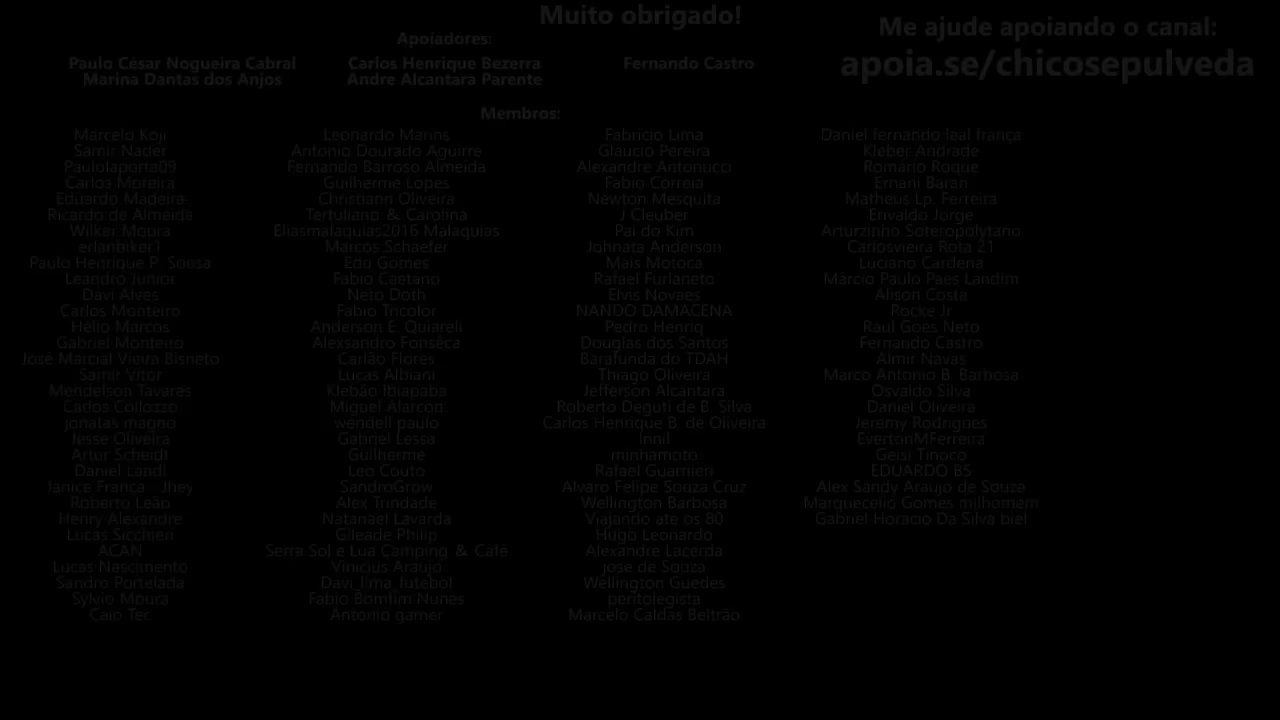 Muito obrigado!
Me ajude apoiando o canal:
apoia.se/chicosepulveda
Apoiadores:
Paulo César Nogueira Cabral
Marina Dantas dos Anjos
Carlos Henrique Bezerra
Andre Alcantara Parente
Fernando Castro
Membros:
Marcelo Koji
Samir Nader
Paulolaporta09
Carlos Moreira
Eduardo Madeira
Ricardo de Almeida
Wilker Moura
erlanbiker1
Paulo Henrique P. Sousa
Leandro Junior
Davi Alves
Carlos Monteiro
Helio Marcos
Gabriel Monteiro
José Marcial Vieira Bisneto
Samir Vitor
Mendelson Tavares
Carlos Collozzo
jonatas magno
Jesse Oliveira
Artur Scheidt
Daniel Landi
Janice França - Jhey
Roberto Leão
Henry Alexandre
Lucas Sicchieri
ACAN
Lucas Nascimento
Sandro Portelada
Sylvio Moura
Caio Tec
Leonardo Marins
Antonio Dourado Aguirre
Fernando Barroso Almeida
Guilherme Lopes
Christiann Oliveira
Tertuliano & Carolina
Eliasmalaquias2016 Malaquias
Marcos Schaefer
Edo Gomes
Fabio Caetano
Neto Doth
Fabio Tricolor
Anderson E. Quiareli
Alexsandro Fonsêca
Carlão Flores
Lucas Albiani
Klebão Ibiapaba
Miguel Alarcon
wendell paulo
Gabriel Lessa
Guilherme
Leo Couto
SandroGrow
Alex Trindade
Natanael Lavarda
Glleade Philip
Serra Sol e Lua Camping & Café
Vinicius Araujo
Davi_lima_futebol
Fabio Bomfim Nunes
Antonio gamer
Fabrício Lima
Glaucio Pereira
Alexandre Antonucci
Fabio Correia
Newton Mesquita
J Cleuber
Pai do Kim
Johnata Anderson
Mais Motoca
Rafael Furlaneto
Elvis Novaes
NANDO DAMACENA
Pedro Henriq
Douglas dos Santos
Barafunda do TDAH
Thiago Oliveira
Jefferson Alcantara
Roberto Deguti de B. Silva
Carlos Henrique B. de Oliveira
Innil
minhamoto
Rafael Guarnieri
Alvaro Felipe Souza Cruz
Wellington Barbosa
Viajando ate os 80
Hugo Leonardo
Alexandre Lacerda
jose de Souza
Wellington Guedes
peritolegista
Marcelo Caldas Beltrão
Daniel fernando leal frança
Kleber Andrade
Romário Roque
Ernani Baran
Matheus Lp. Ferreira
Erivaldo Jorge
Arturzinho Soteropolytano
Carlosvieira Rota 21
Luciano Cardena
Márcio Paulo Paes Landim
Alison Costa
Rocke Jr
Raul Goes Neto
Fernando Castro
Almir Navas
Marco Antonio B. Barbosa
Osvaldo Silva
Daniel Oliveira
Jeremy Rodrigues
EvertonMFerreira
Geisi Tinoco
EDUARDO BS
Alex Sandy Araujo de Souza
Marquecelio Gomes milhomem
Gabriel Horacio Da Silva biel